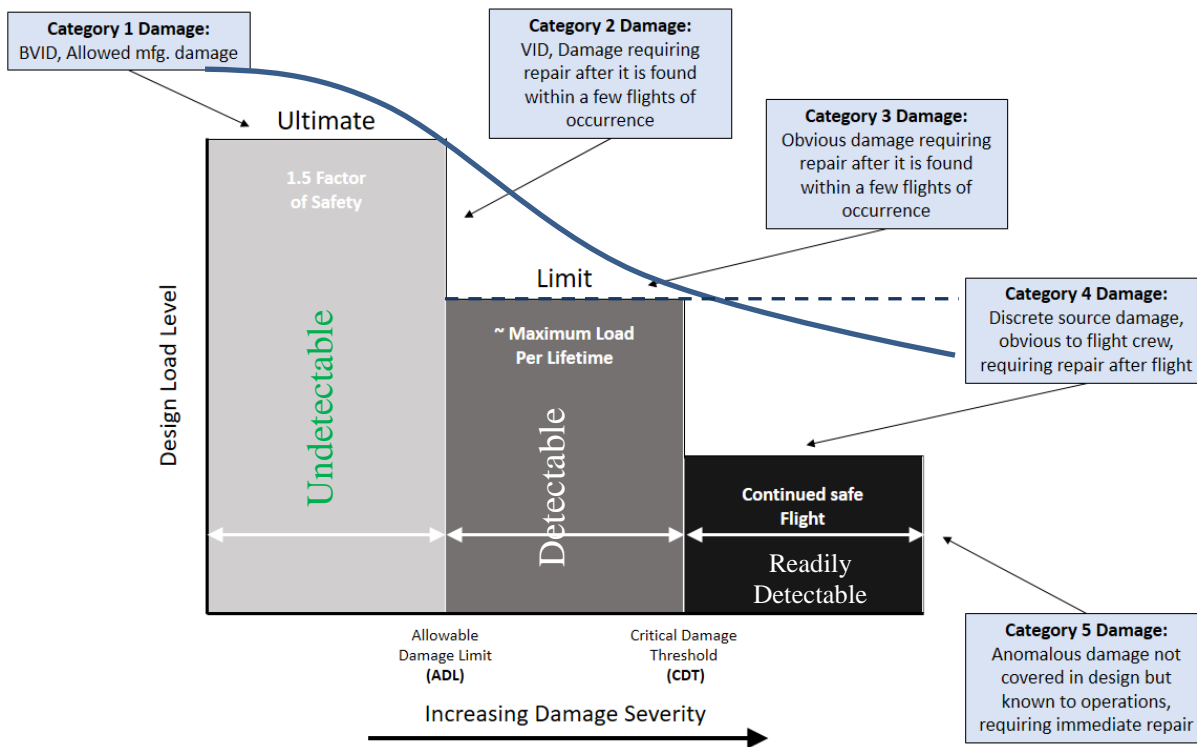 Category 1 Damage:
BVID, Allowed mfg. damage
Category 2 Damage:
VID, Damage requiring
repair after it is found
within a few flights of
occurrence
Category 3 Damage:
Obvious damage requiring
repair after it is found
within a few flights of
occurrence
Category 4 Damage:
Discrete source damage,
obvious to flight crew,
requiring repair after flight
Category 5 Damage:
Anomalous damage not
covered in design but
known to operations,
requiring immediate repair
Ultimate
1.5 Factor
of Safety
Undetectable
Limit
~ Maximum Load
Per Lifetime
Detectable
Continued safe
Flight
Readily
Detectable
Design Load Level
Allowable
Damage Limit
(ADL)
Critical Damage
Threshold
(CDT)
Increasing Damage Severity